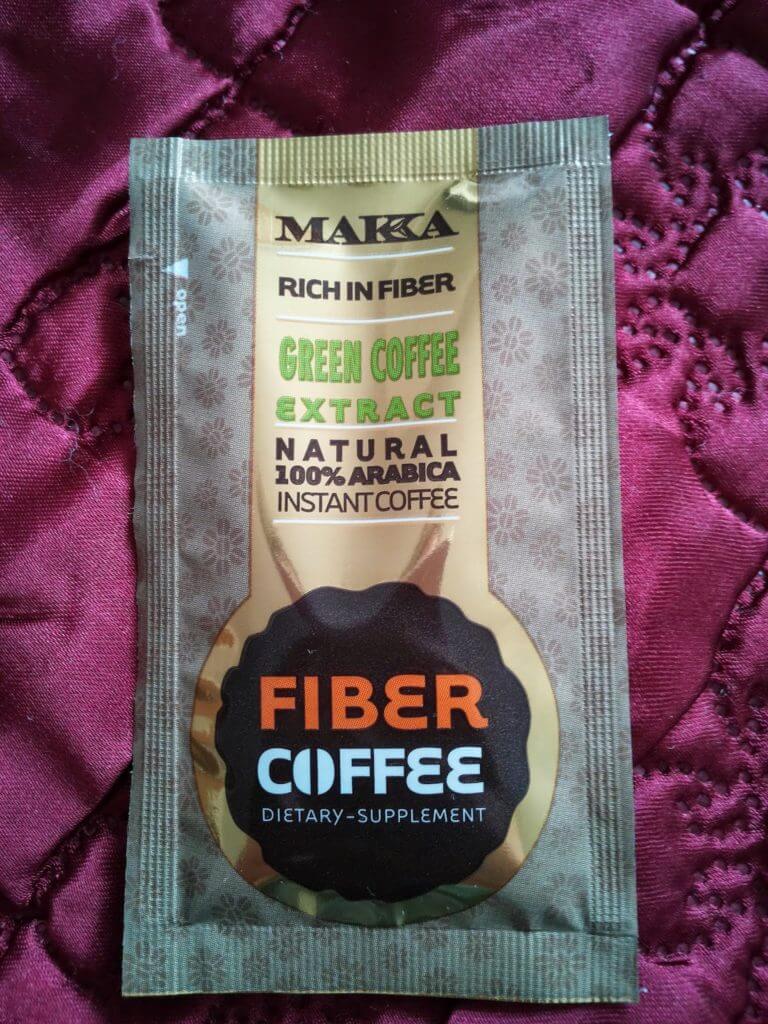 MAKKA
RICH IN FIBER
open
GREEN COFFEE
EXTRACT
NATURAL
100% ARABICA
INSTANT COFFEE
FIBER
COFFEE
DIETARY-SUPPLEMENT